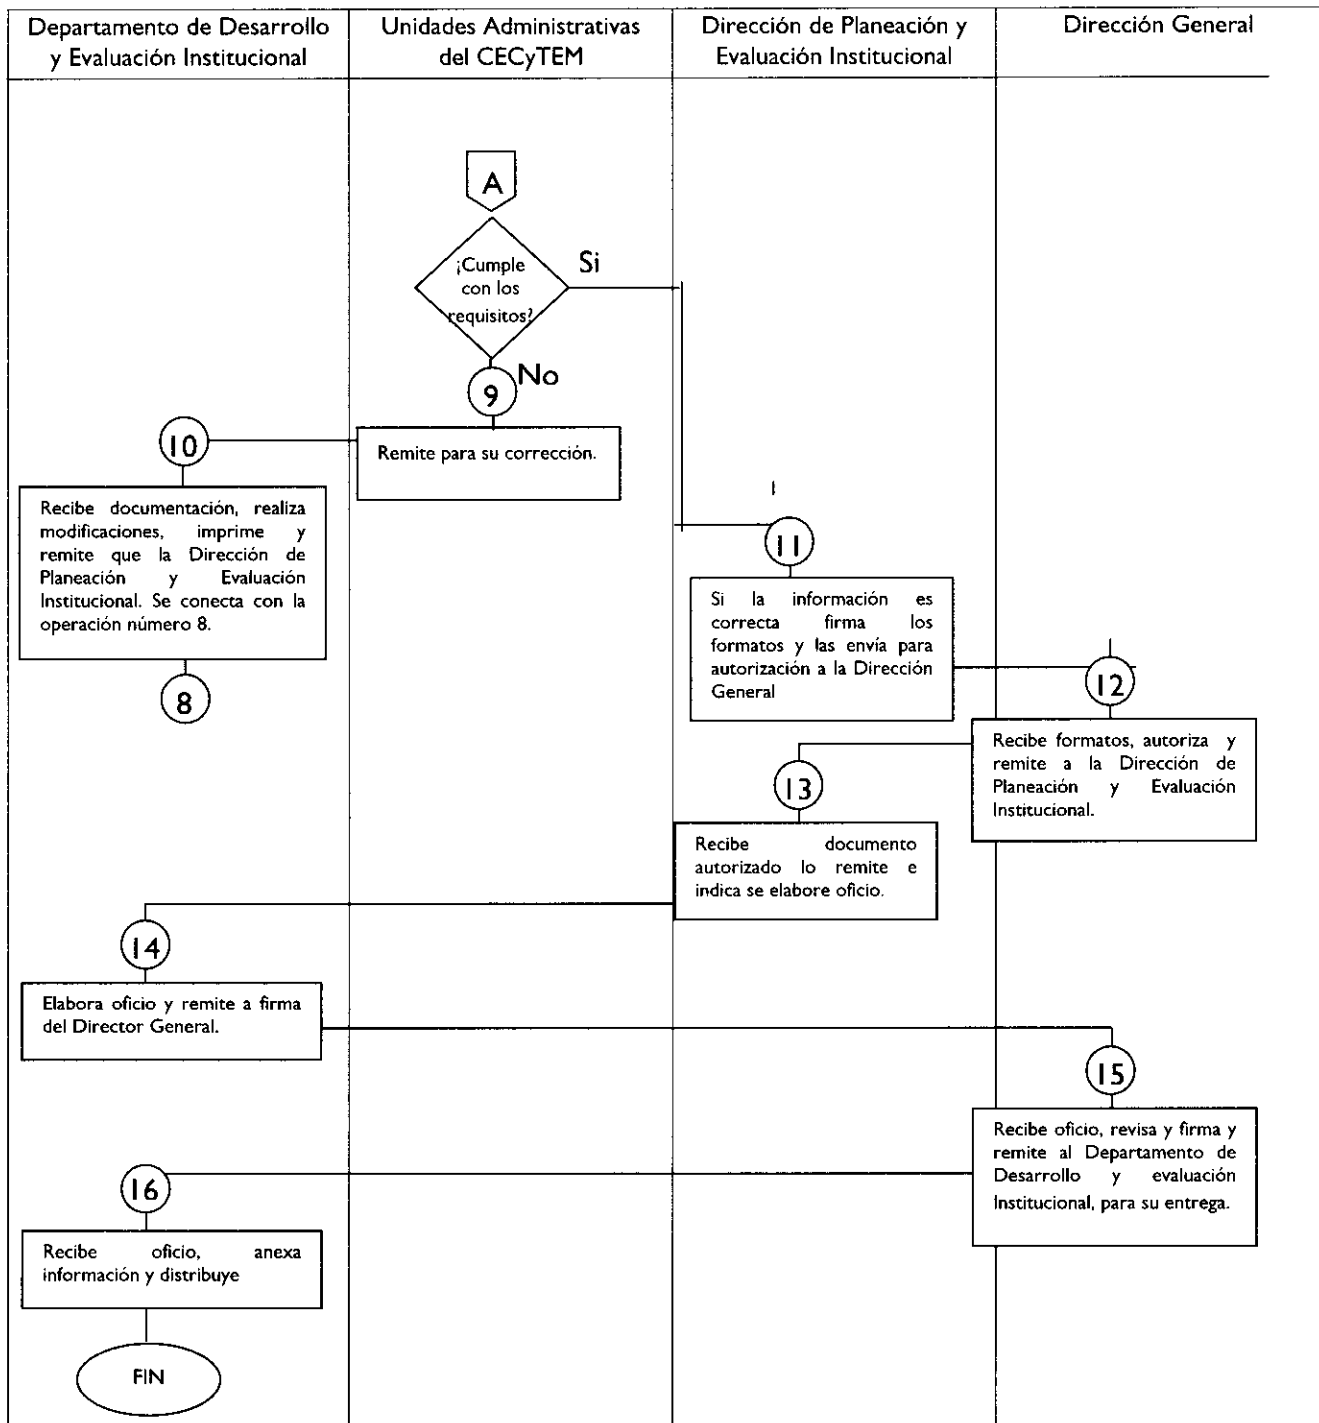 Departamento de Desarrollo
y Evaluación Institucional
Unidades Administrativas
del CECyTEM
Dirección de Planeación y
Evaluación Institucional
Dirección General
A
¡Cumple
con los
requisitos?
Si
No
9
Remite para su corrección.
10
Recibe documentación, realiza
modificaciones, imprime y
remite que la Dirección de
Planeación y Evaluación
Institucional. Se conecta con la
operación número 8.
8
11
Si la información es
correcta firma los
formatos y las envía para
autorización a la Dirección
General
12
Recibe formatos, autoriza y
remite a la Dirección de
Planeación y Evaluación
Institucional.
13
Recibe documento
autorizado lo remite e
indica se elabore oficio.
14
Elabora oficio y remite a firma
del Director General.
15
Recibe oficio, revisa y firma y
remite al Departamento de
Desarrollo y evaluación
Institucional, para su entrega.
16
Recibe oficio, anexa
información y distribuye
FIN